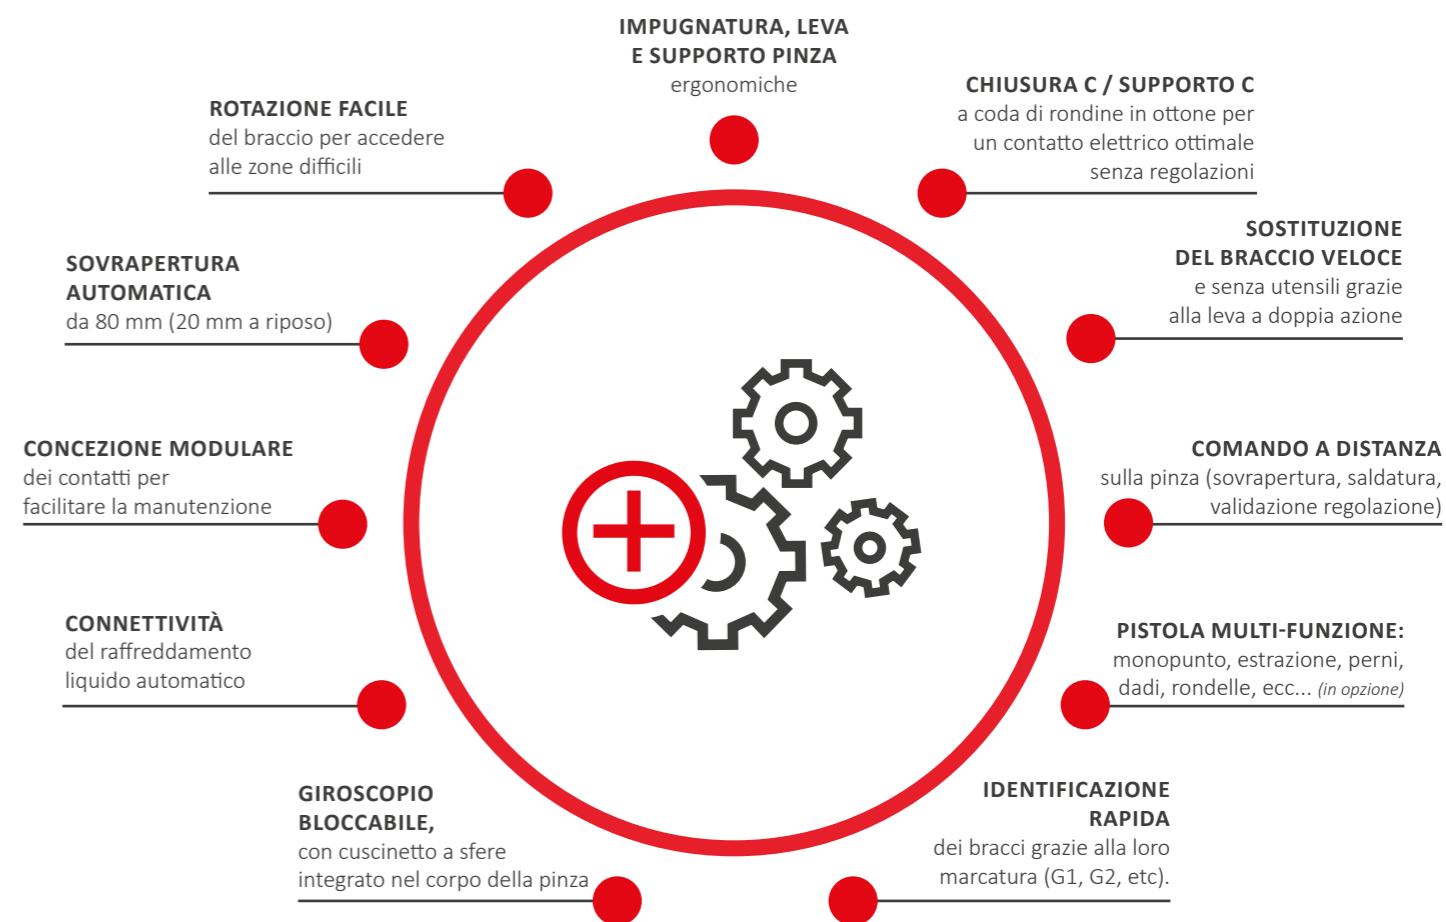 IMPUGNATURA, LEVA
E SUPPORTO PINZA
ergonomiche
CHIUSURA C / SUPPORTO C
a coda di rondine in ottone per
un contatto elettrico ottimale
senza regolazioni
SOSTITUZIONE
DEL BRACCIO VELOCE
e senza utensili grazie
alla leva a doppia azione
COMANDO A DISTANZA
sulla pinza (sovrapertura, saldatura,
validazione regolazione)
PISTOLA MULTI-FUNZIONE:
monopunto, estrazione, perni,
dadi, rondelle, ecc... (in opzione)
IDENTIFICAZIONE
RAPIDA
dei bracci grazie alla loro
marcatura (G1, G2, etc).
GIROSCOPIO
BLOCCABILE,
con cuscinetto a sfere
integrato nel corpo della pinza
CONNETTIVITÀ
del raffreddamento
liquido automatico
CONCEZIONE MODULARE
dei contatti per
facilitare la manutenzione
SOVRAPERTURA
AUTOMATICA
da 80 mm (20 mm a riposo)
ROTAZIONE FACILE
del braccio per accedere
alle zone difficili